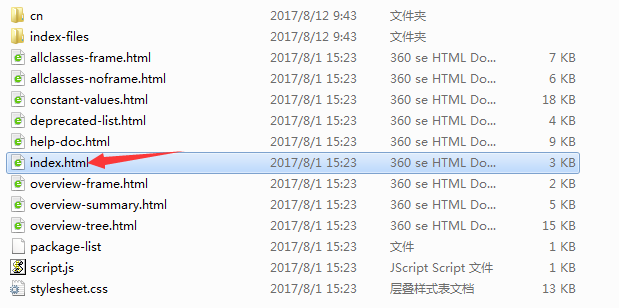 cn 2017/8/12 9:43 文件夹
index-files 2017/8/12 9:43 文件夹
allclasses-frame.html 2017/8/1 15:23 360 se HTML Do... 7 KB
allclasses-noframe.html 2017/8/1 15:23 360 se HTML Do... 6 KB
constant-values.html 2017/8/1 15:23 360 se HTML Do... 18 KB
deprecated-list.html 2017/8/1 15:23 360 se HTML Do... 4 KB
help-doc.html 2017/8/1 15:23 360 se HTML Do... 9 KB
index.html 2017/8/1 15:23 360 se HTML Do... 3 KB
overview-frame.html 2017/8/1 15:23 360 se HTML Do... 2 KB
overview-summary.html 2017/8/1 15:23 360 se HTML Do... 5 KB
overview-tree.html 2017/8/1 15:23 360 se HTML Do... 15 KB
package-list 2017/8/1 15:23 文件 1 KB
script.js 2017/8/1 15:23 JScript Script 文件 1 KB
stylesheet.css 2017/8/1 15:23 层叠样式表文档 13 KB